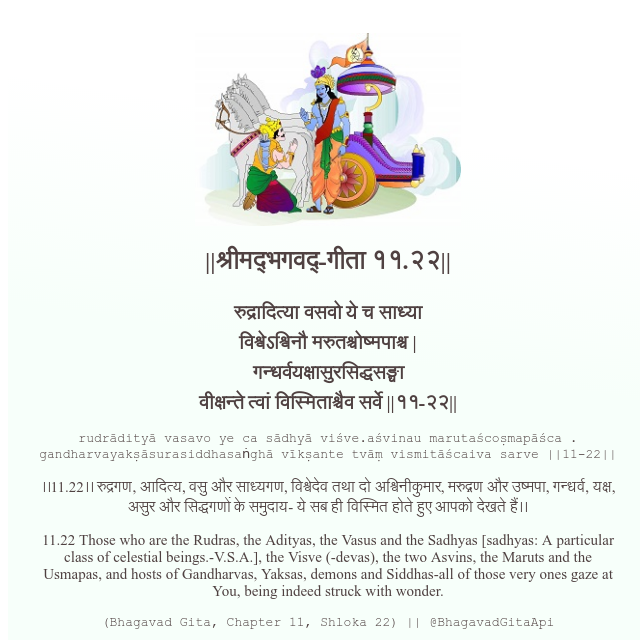 ||श्रीमद्‍भगवद्‍-गीता ११.२२||
रुद्रादित्या वसवो ये च साध्या
विश्वेऽश्विनौ मरुतश्चोष्मपाश्च |
गन्धर्वयक्षासुरसिद्धसङ्घा
वीक्षन्ते त्वां विस्मिताश्चैव सर्वे ||११-२२||
rudrādityā vasavo ye ca sādhyā viśve.aśvinau marutaścoṣmapāśca .
gandharvayakṣāsurasiddhasaṅghā vīkṣante tvāṃ vismitāścaiva sarve ||11-22||
।।11.22।। रुद्रगण, आदित्य, वसु और साध्यगण, विश्वेदेव तथा दो अश्विनीकुमार, मरुद्गण और उष्मपा, गन्धर्व, यक्ष,
असुर और सिद्धगणों के समुदाय- ये सब ही विस्मित होते हुए आपको देखते हैं।।
11.22 Those who are the Rudras, the Adityas, the Vasus and the Sadhyas [sadhyas: A particular
class of celestial beings.-V.S.A.], the Visve (-devas), the two Asvins, the Maruts and the
Usmapas, and hosts of Gandharvas, Yaksas, demons and Siddhas-all of those very ones gaze at
You, being indeed struck with wonder.
(Bhagavad Gita, Chapter 11, Shloka 22) || @BhagavadGitaApi